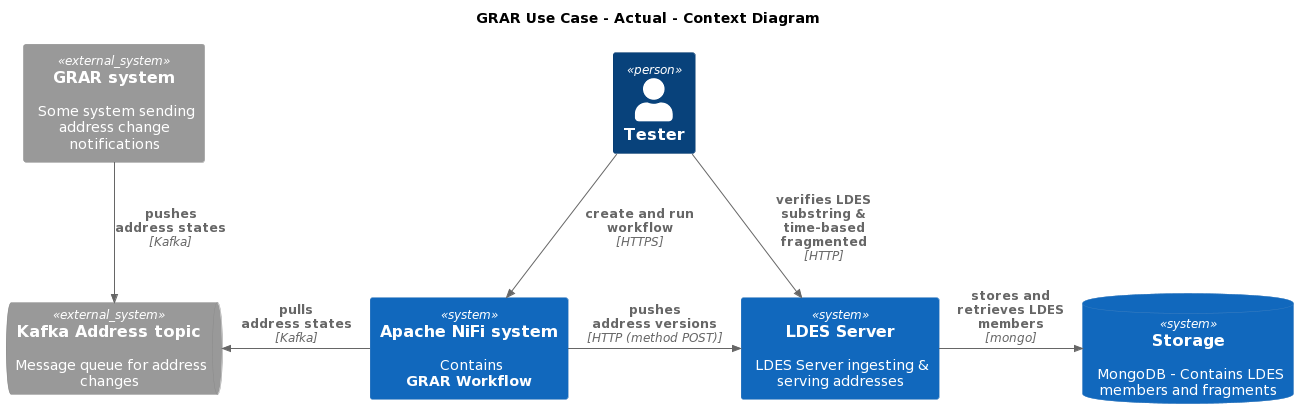 GRAR Use Case - Actual - Context Diagram
«external_system»
GRAR system
Some system sending
address change
notifications
«person»
Tester
pushes
address states
[Kafka]
create and run
workflow
[HTTPS]
verifies LDES
substring &
time-based
fragmented
[HTTP]
«external_system»
Kafka Address topic
Message queue for address
changes
pulls
address states
[Kafka]
«system»
Apache NiFi system
Contains
GRAR Workflow
pushes
address versions
[HTTP (method POST)]
«system»
LDES Server
LDES Server ingesting &
serving addresses
stores and
retrieves LDES
members
[mongo]
«system»
Storage
MongoDB - Contains LDES
members and fragments